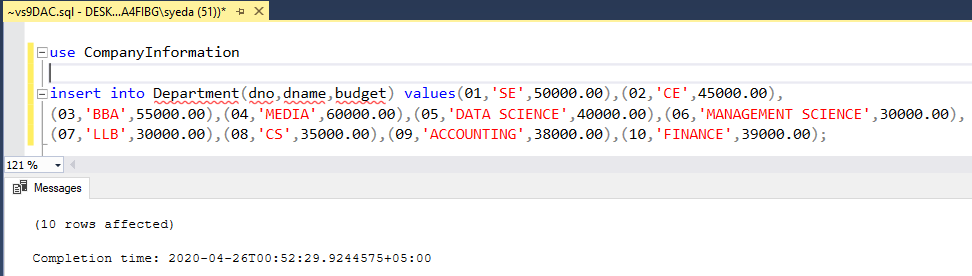 ~vs9DAC.sql - DESK...A4FIBG\syeda (51))*
use CompanyInformation
insert into Department(dno,dname,budget) values(01,'SE',50000.00),(02,'CE',45000.00),
(03,'BBA',55000.00),(04,'MEDIA',60000.00),(05,'DATA SCIENCE',40000.00),(06,'MANAGEMENT SCIENCE',30000.00),
(07,'LLB',30000.00),(08,'CS',35000.00),(09,'ACCOUNTING',38000.00),(10,'FINANCE',39000.00);
121 %
Messages
(10 rows affected)
Completion time: 2020-04-26T00:52:29.9244575+05:00